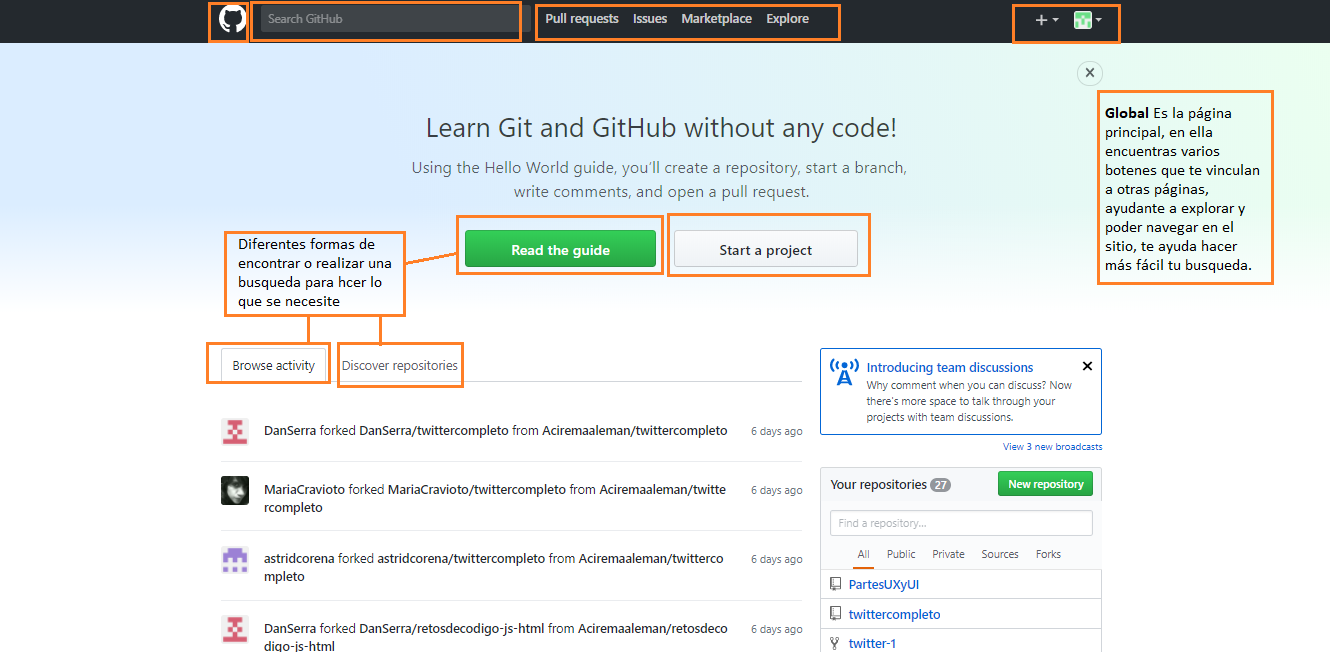 Search GitHub
Pull requests Issues Marketplace Explore
Learn Git and GitHub without any code!
Using the Hello World guide, you’ll create a repository, start a branch,
write comments, and open a pull request.
Read the guide
Start a project
Global Es la página
principal, en ella
encuentras varios
botenes que te vinculan
a otras páginas,
ayudante a explorar y
poder navegar en el
sitio, te ayuda hacer
más fácil tu busqueda.
Diferentes formas de
encontrar o realizar una
busqueda para hcer lo
que se necesite
Browse activity
Discover repositories
DanSerra forked DanSerra/twittercompleto from Aciremaaleman/twittercompleto 6 days ago
MariaCravioto forked MariaCravioto/twittercompleto from Aciremaaleman/twitte 6 days ago
rcompleto
astridcorena forked astridcorena/twittercompleto from Aciremaaleman/twitterco 6 days ago
mpleto
DanSerra forked DanSerra/retosdecodigo-js-html from Aciremaaleman/retosdeco 6 days ago
digo-js-html
Introducing team discussions
Why comment when you can discuss? Now
there's more space to talk through your
projects with team discussions.
View 3 new broadcasts
Your repositories 27
New repository
Find a repository...
All Public Private Sources Forks
PartesUXyUI
twittercompleto
twitter-1